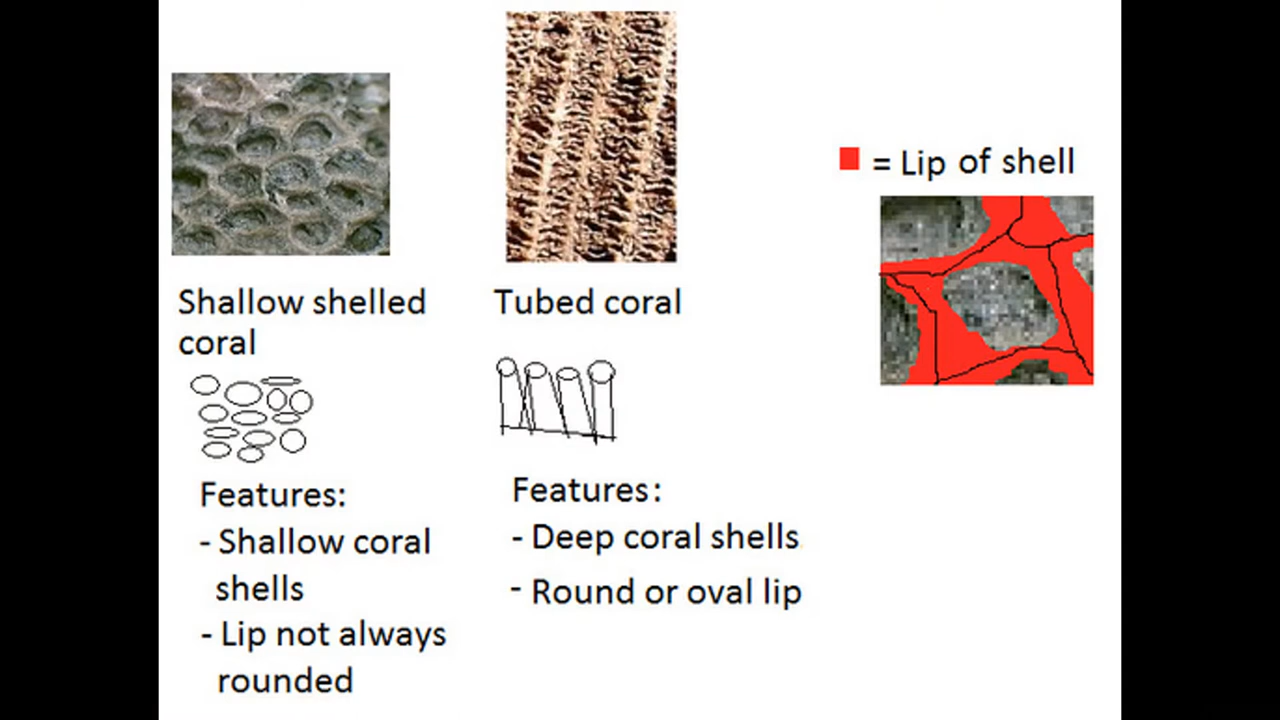 Shallow shelled
coral
Features:
- Shallow coral
shells
- Lip not always
rounded
Tubed coral
Features:
- Deep coral shells
- Round or oval lip
= Lip of shell